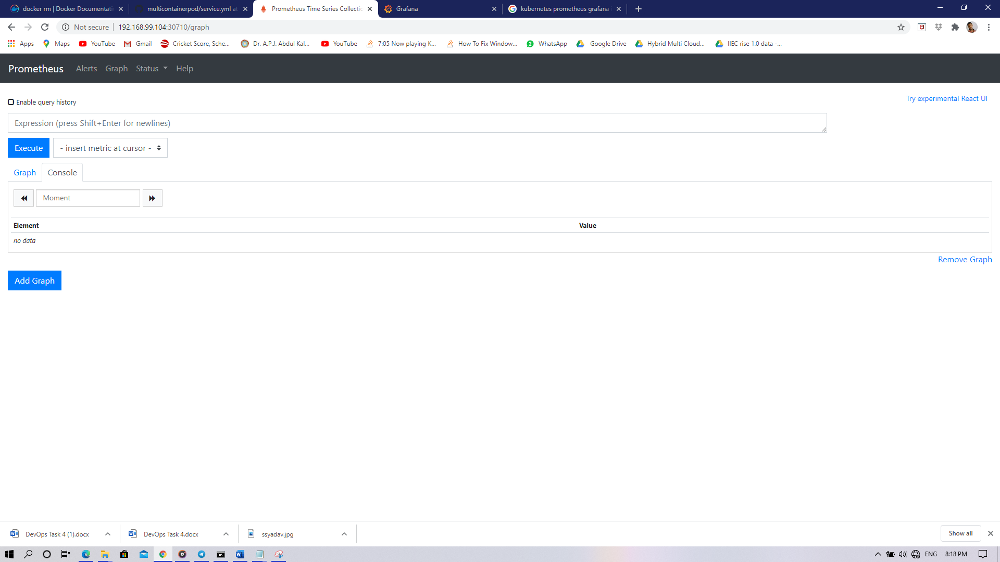 docker rm | Docker Documentati
multicontainerpod/service.yml at
Prometheus Time Series Collectio
Grafana
kubernetes prometheus grafana i
Not secure
192.168.99.104:30710/graph
Apps
Maps
YouTube
Gmail
Cricket Score, Sche...
Dr. A.P.J. Abdul Kal...
YouTube
7:05 Now playing K...
How To Fix Window...
2
WhatsApp
Google Drive
Hybrid Multi Cloud...
IIEC rise 1.0 data -...
Prometheus
Alerts
Graph
Status
Help
Enable query history
Try experimental React UI
Expression (press Shift+Enter for newlines)
Execute
- insert metric at cursor -
Graph
Console
Moment
Element
Value
no data
Remove Graph
Add Graph
DevOps Task 4 (1).docx
DevOps Task 4.docx
ssyadav.jpg
Show all
ENG
8:18 PM